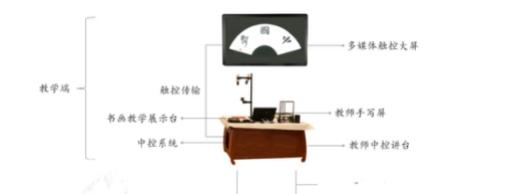 多媒体触控大屏
教学端
触控传输
书画教学展示台
教师手写屏
中控系统
教师中控讲台